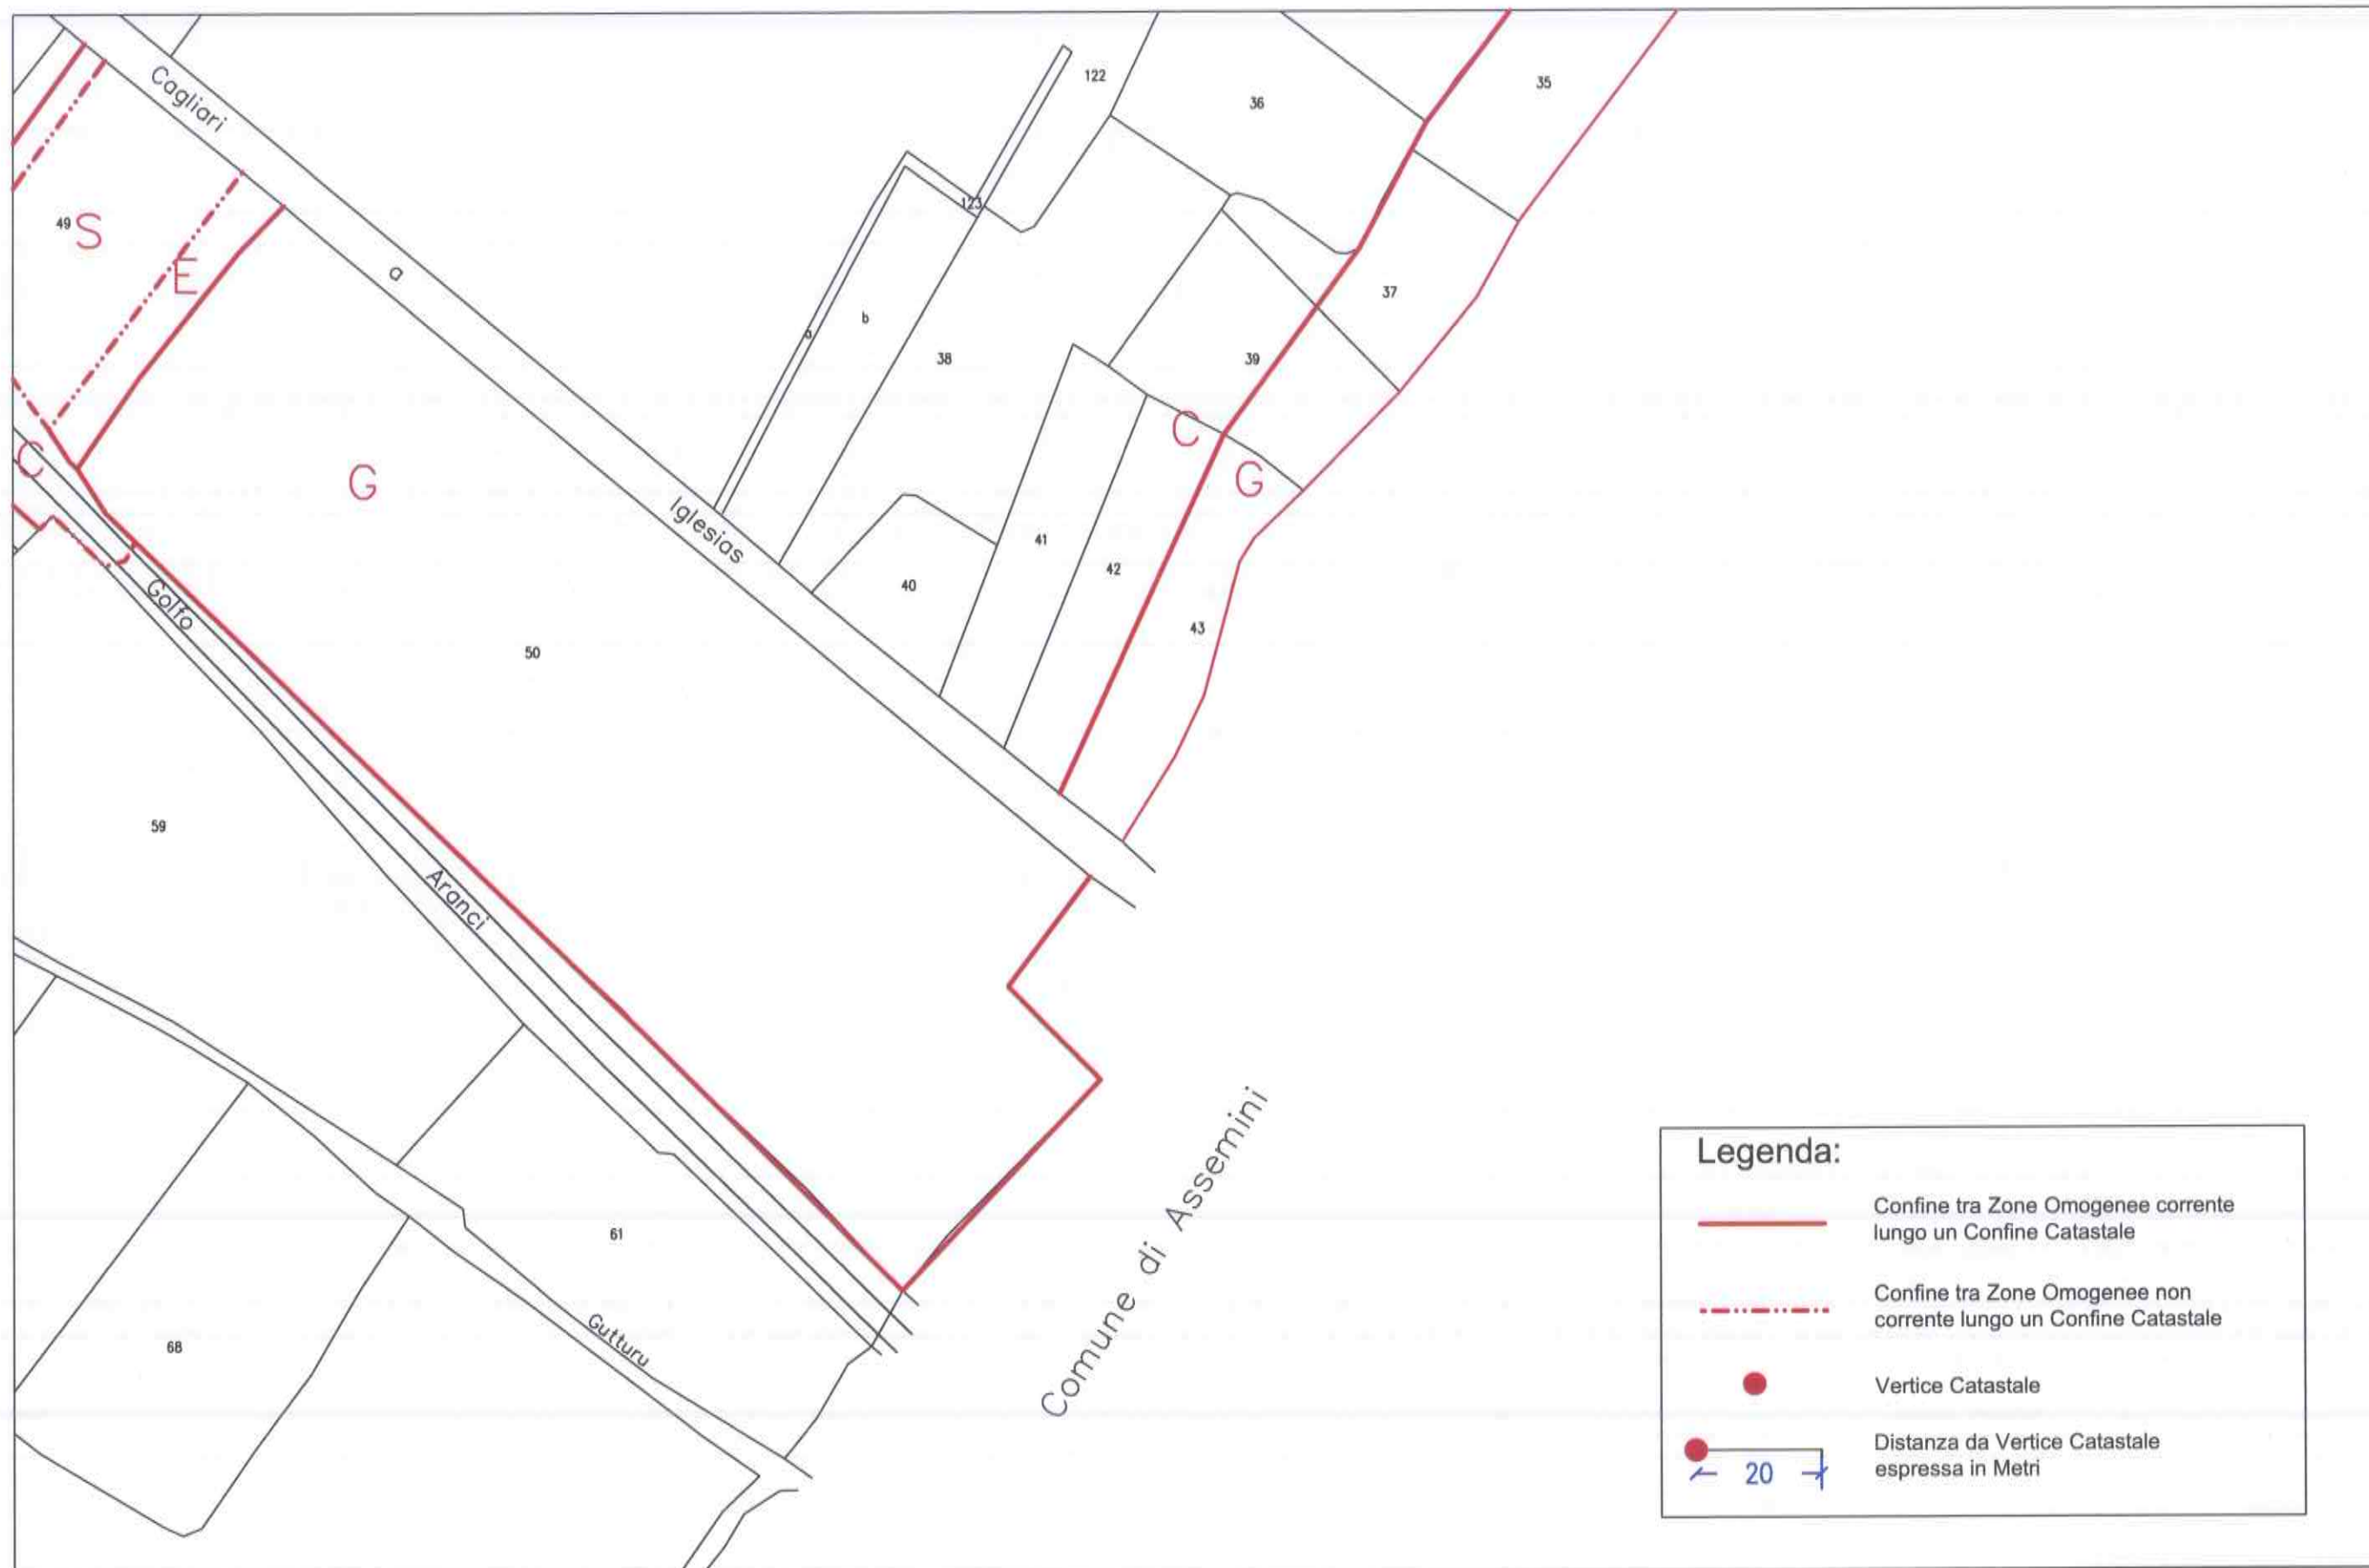 122
36
35
Cagliari
123
49
S
E
a
37
b
a
38
39
C
C
G
G
Iglesias
41
42
40
43
Golfo
50
59
Aranci
Comune di Assemini
61
Gutturu
68
Legenda:
Confine tra Zone Omogenee corrente
lungo un Confine Catastale
Confine tra Zone Omogenee non
corrente lungo un Confine Catastale
Vertice Catastale
Distanza da Vertice Catastale
espressa in Metri
20